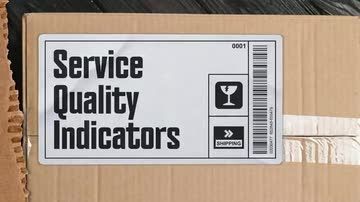 Service
Quality
Indicators
0001
SHIPPING